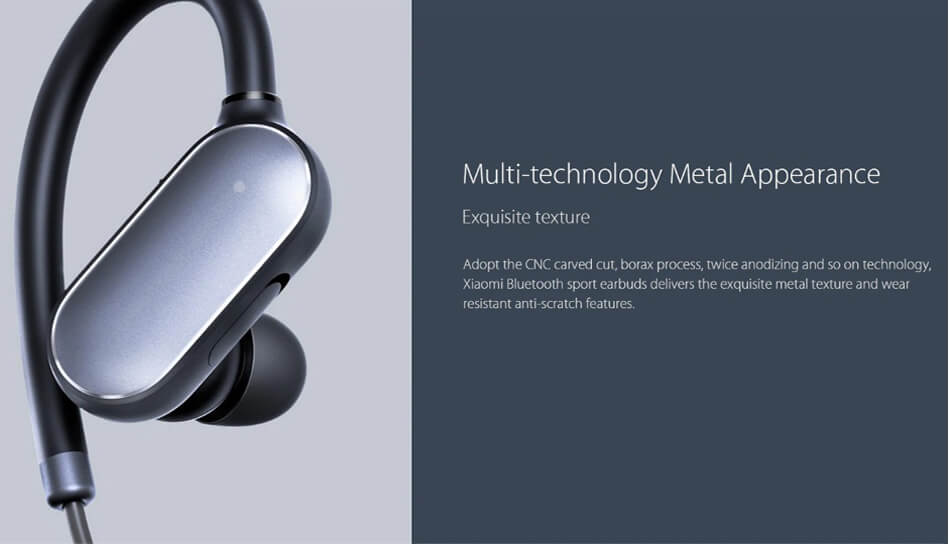 Multi-technology Metal Appearance
Exquisite texture
Adopt the CNC carved cut, borax process, twice anodizing and so on technology,
Xiaomi Bluetooth sport earbuds delivers the exquisite metal texture and wear
resistant anti-scratch features.